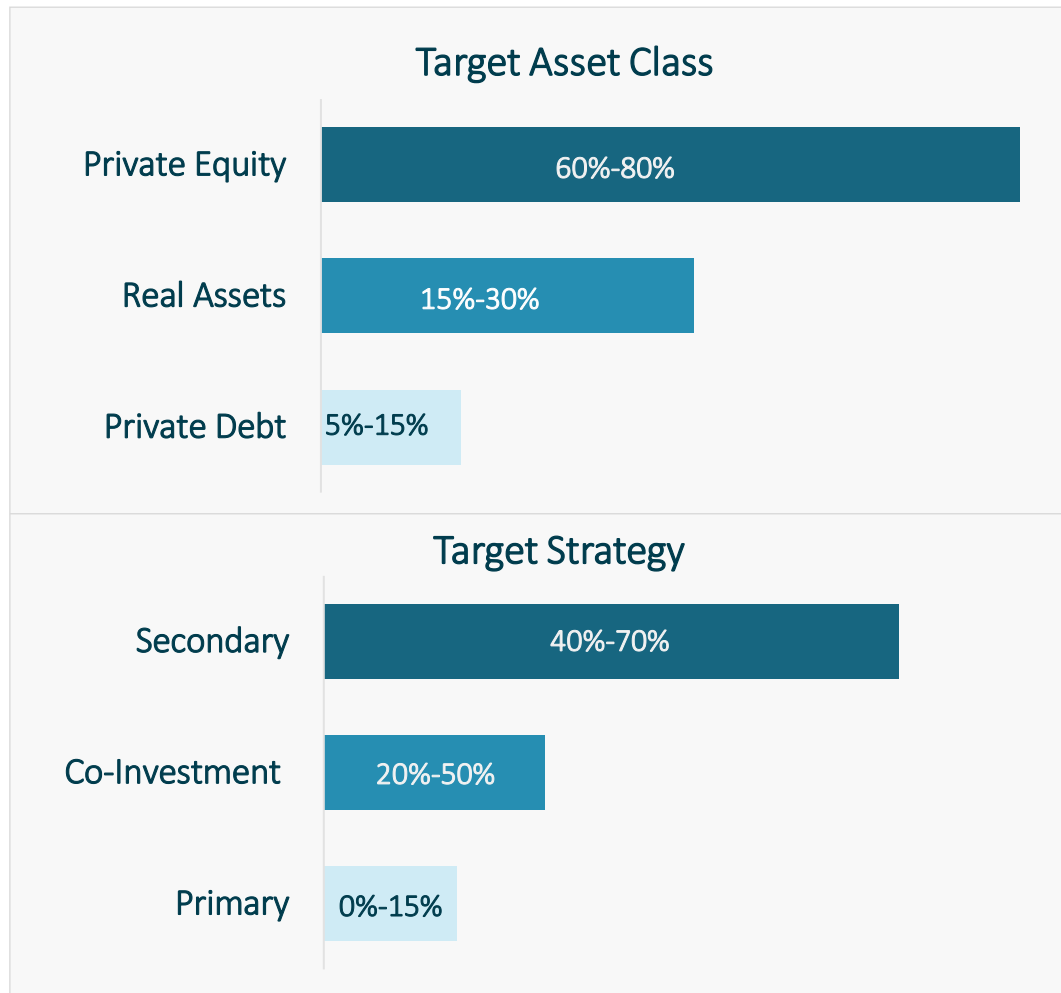 Target Asset Class
Private Equity
60%-80%
Real Assets
15%-30%
Private Debt
5%-15%
Target Strategy
Secondary
40%-70%
Co-Investment
20%-50%
Primary
0%-15%